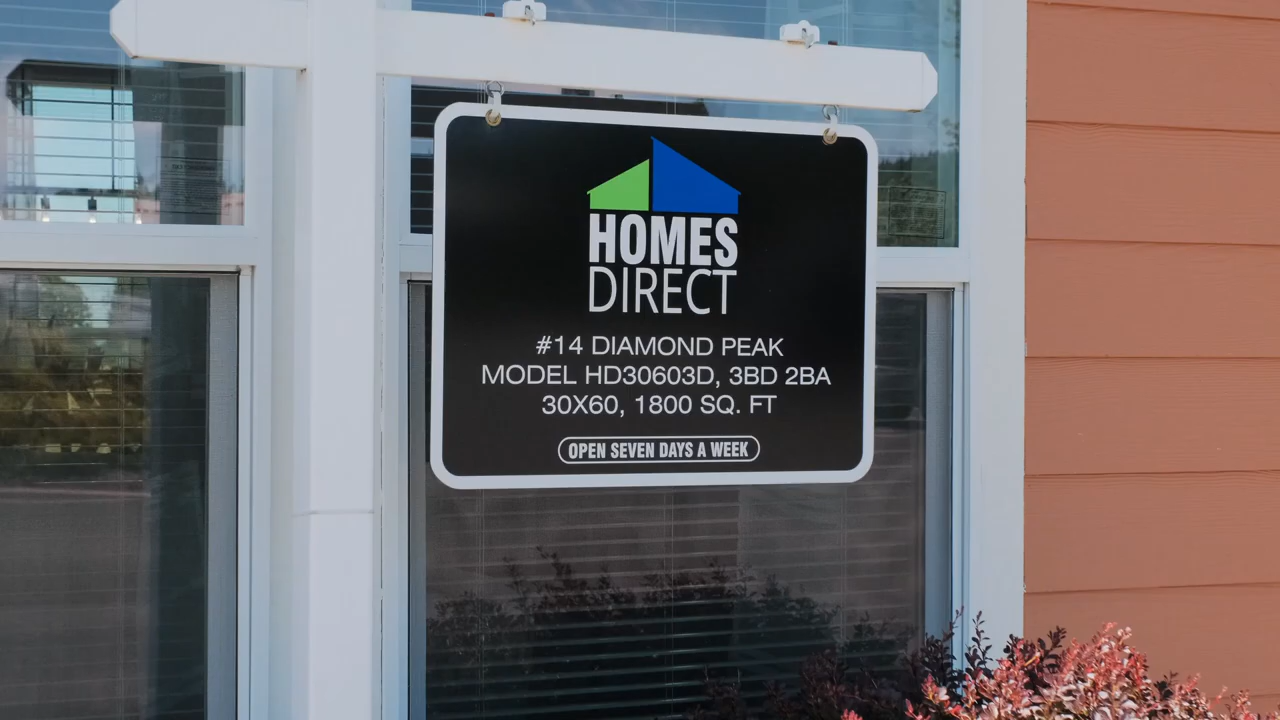 HOMES
DIRECT
#14 DIAMOND PEAK
MODEL HD30603D, 3BD 2BA
30X60, 1800 SQ. FT
OPEN SEVEN DAYS A WEEK